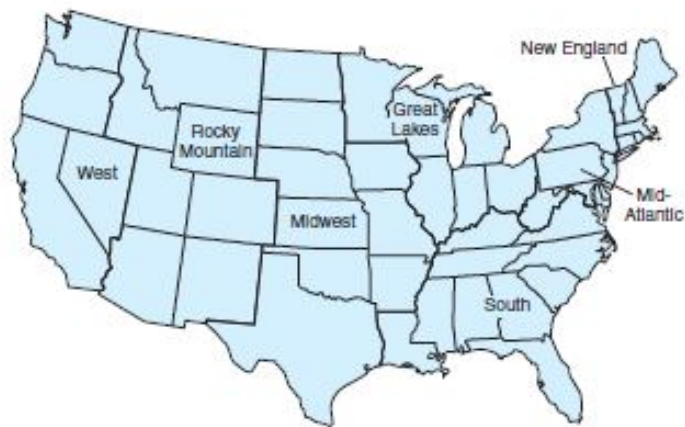 New England
Great
Lakes
Rocky
Mountain
West
Mid-
Atlantic
Midwest
South